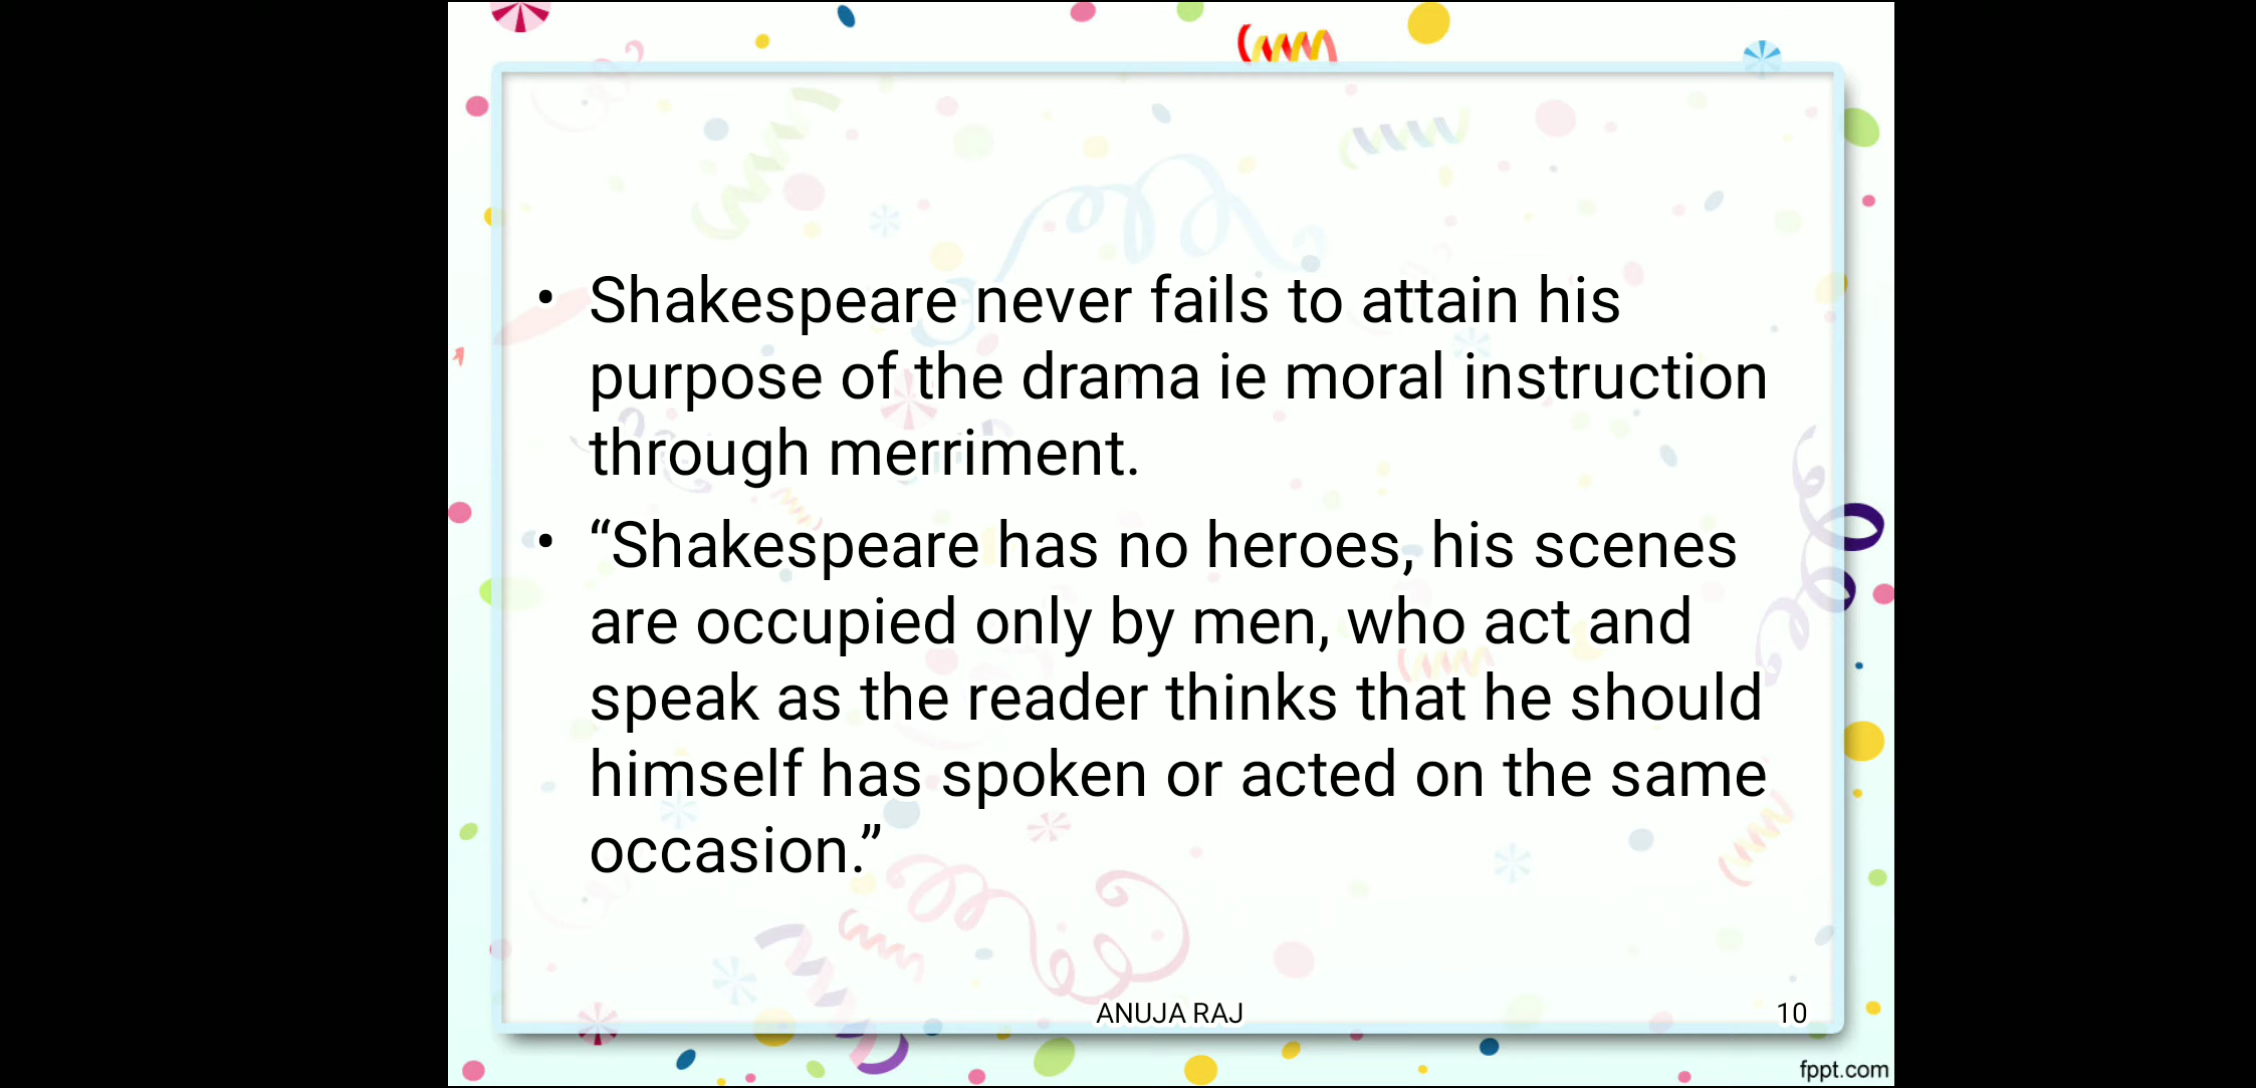 • Shakespeare never fails to attain his
purpose of the drama ie moral instruction
through merriment.
• “Shakespeare has no heroes, his scenes
are occupied only by men, who act and
speak as the reader thinks that he should
himself has spoken or acted on the same
occasion.”
ANUJA RAJ
10
fppt.com